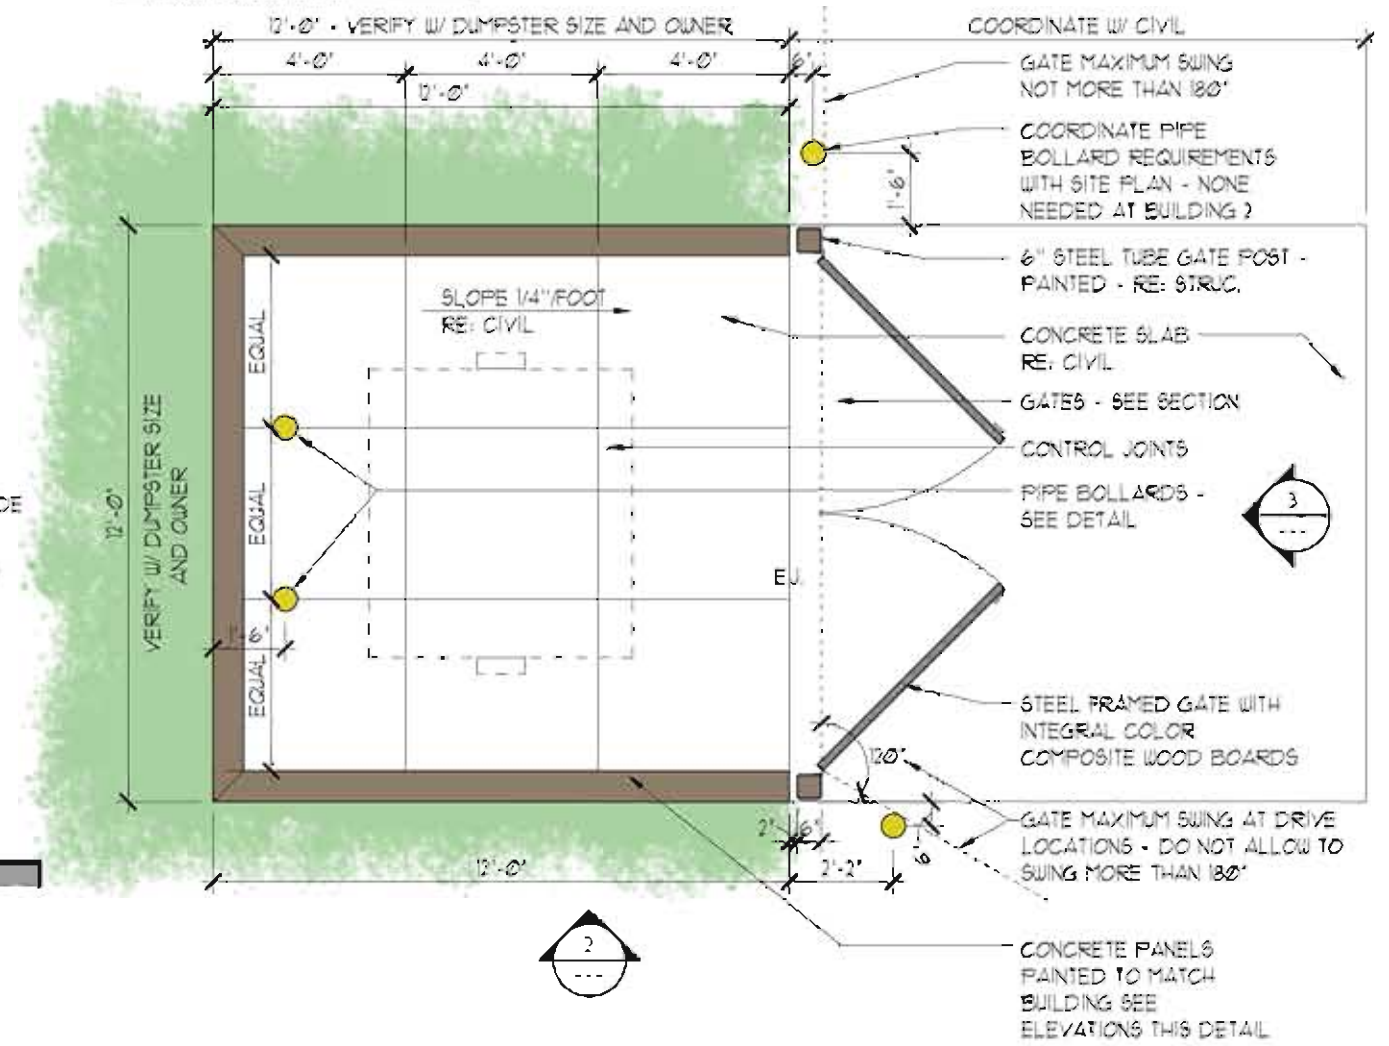 12'-0" - VERIFY W/ DUMPSTER SIZE AND OWNER
COORDINATE W/ CIVIL
4'-0"
4'-0"
4'-0"
6"
12'-0"
GATE MAXIMUM SWING
NOT MORE THAN 180°
COORDINATE PIPE
BOLLARD REQUIREMENTS
WITH SITE PLAN - NONE
NEEDED AT BUILDING 2
1'-6"
6" STEEL TUBE GATE POST -
PAINTED - RE: STRUC.
SLOPE 1/4"/FOOT
RE: CIVIL
CONCRETE SLAB
RE: CIVIL
GATES - SEE SECTION
CONTROL JOINTS
PIPE BOLLARDS -
SEE DETAIL
EQUAL
EQUAL
EQUAL
12'-0"
VERIFY W/ DUMPSTER SIZE
AND OWNER
1'-6"
E.J.
3
---
STEEL FRAMED GATE WITH
INTEGRAL COLOR
COMPOSITE WOOD BOARDS
120°
GATE MAXIMUM SWING AT DRIVE
LOCATIONS - DO NOT ALLOW TO
SWING MORE THAN 180°
2"
6"
12'-0"
2'-2"
2
---
CONCRETE PANELS
PAINTED TO MATCH
BUILDING SEE
ELEVATIONS THIS DETAIL